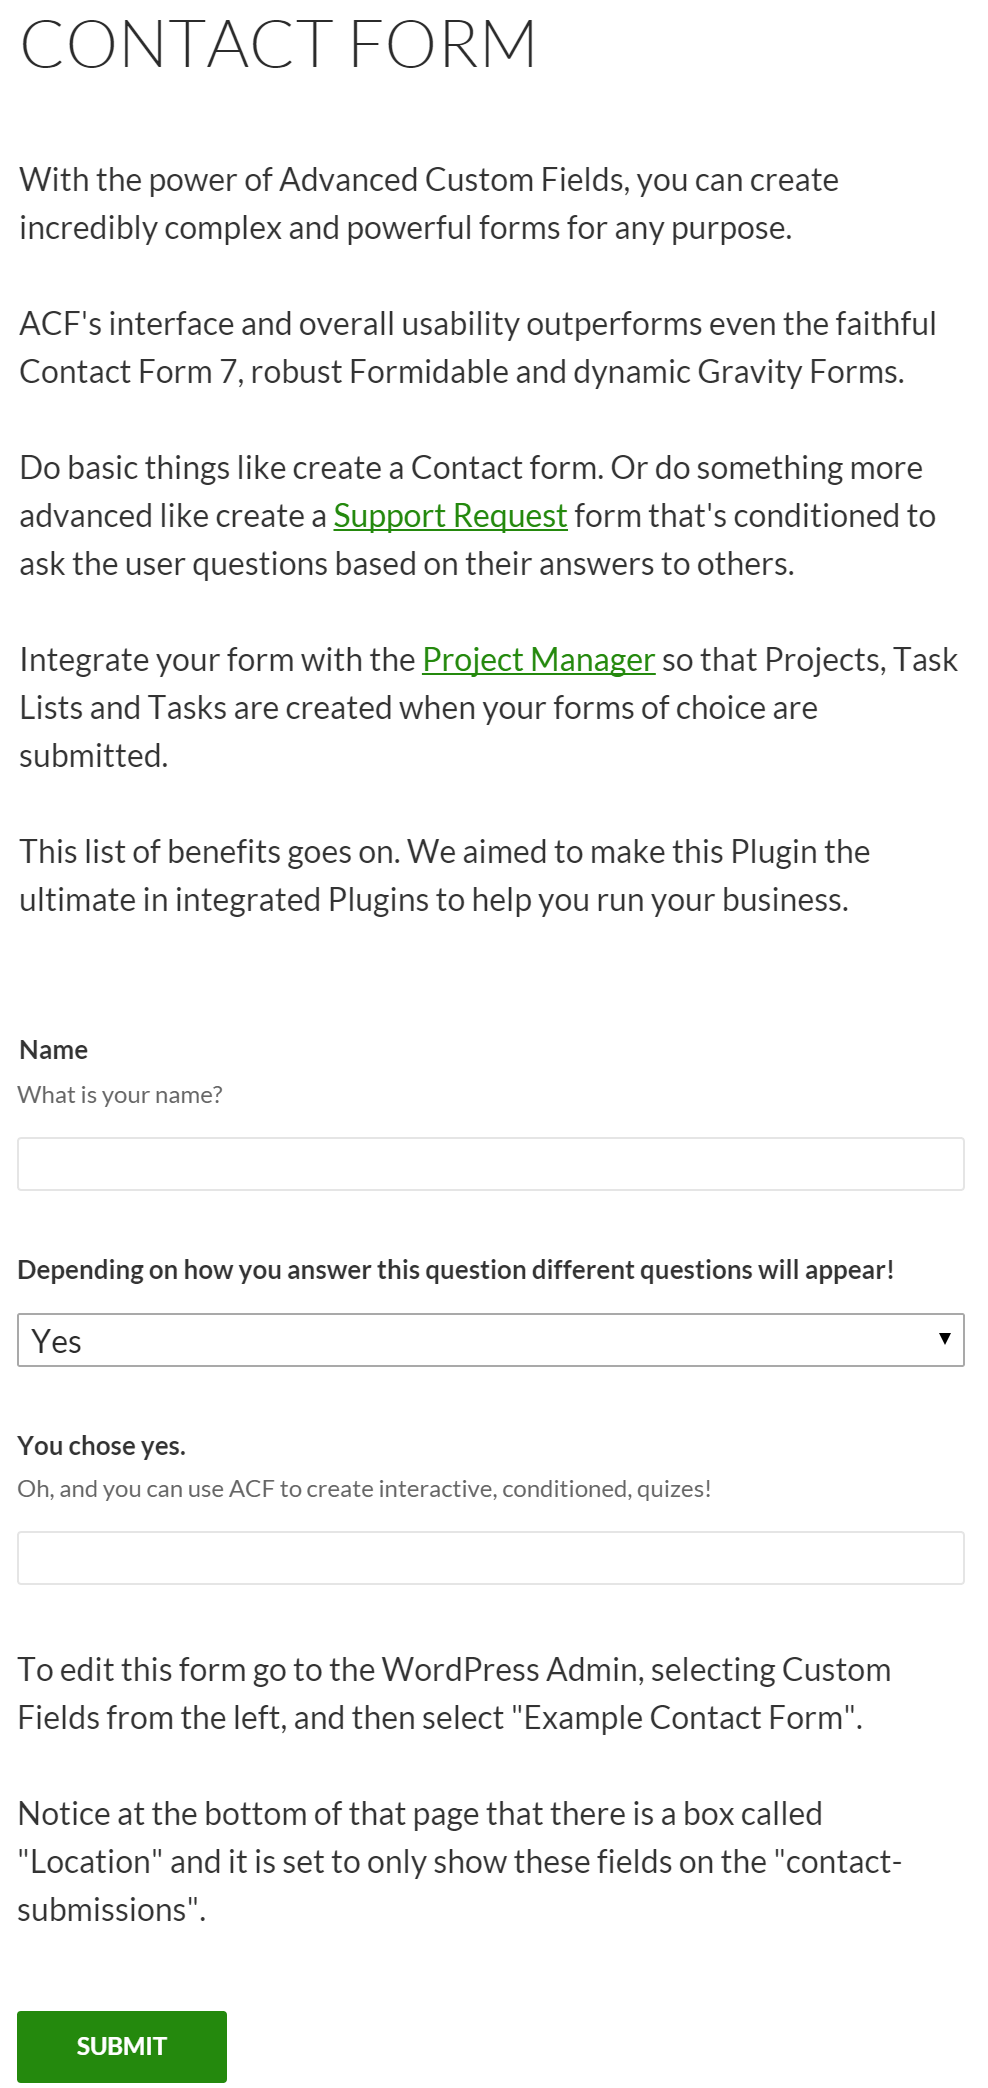 CONTACT FORM
With the power of Advanced Custom Fields, you can create
incredibly complex and powerful forms for any purpose.
ACF's interface and overall usability outperforms even the faithful
Contact Form 7, robust Formidable and dynamic Gravity Forms.
Do basic things like create a Contact form. Or do something more
advanced like create a Support Request form that's conditioned to
ask the user questions based on their answers to others.
Integrate your form with the Project Manager so that Projects, Task
Lists and Tasks are created when your forms of choice are
submitted.
This list of benefits goes on. We aimed to make this Plugin the
ultimate in integrated Plugins to help you run your business.
Name
What is your name?
Depending on how you answer this question different questions will appear!
Yes
You chose yes.
Oh, and you can use ACF to create interactive, conditioned, quizes!
To edit this form go to the WordPress Admin, selecting Custom
Fields from the left, and then select "Example Contact Form".
Notice at the bottom of that page that there is a box called
"Location" and it is set to only show these fields on the "contact-
submissions".
SUBMIT